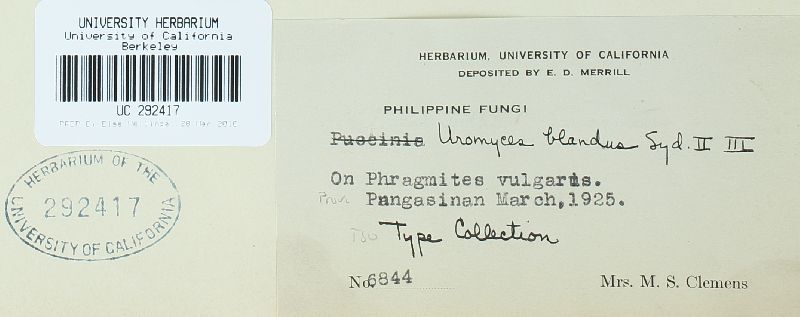 UNIVERSITY HERBARIUM
University of California
Berkeley
UC 292417
HERBARIUM OF THE
292417
UNIVERSITY OF CALIFORNIA
HERBARIUM, UNIVERSITY OF CALIFORNIA
DEPOSITED BY E. D. MERRILL
PHILIPPINE FUNGI
Puccinia Uromyces blandus Syd. II III
On Phragmites vulgaris.
Prov. Pangasinan March, 1925.
Iso Type Collection
No. 6844 Mrs. M. S. Clemens